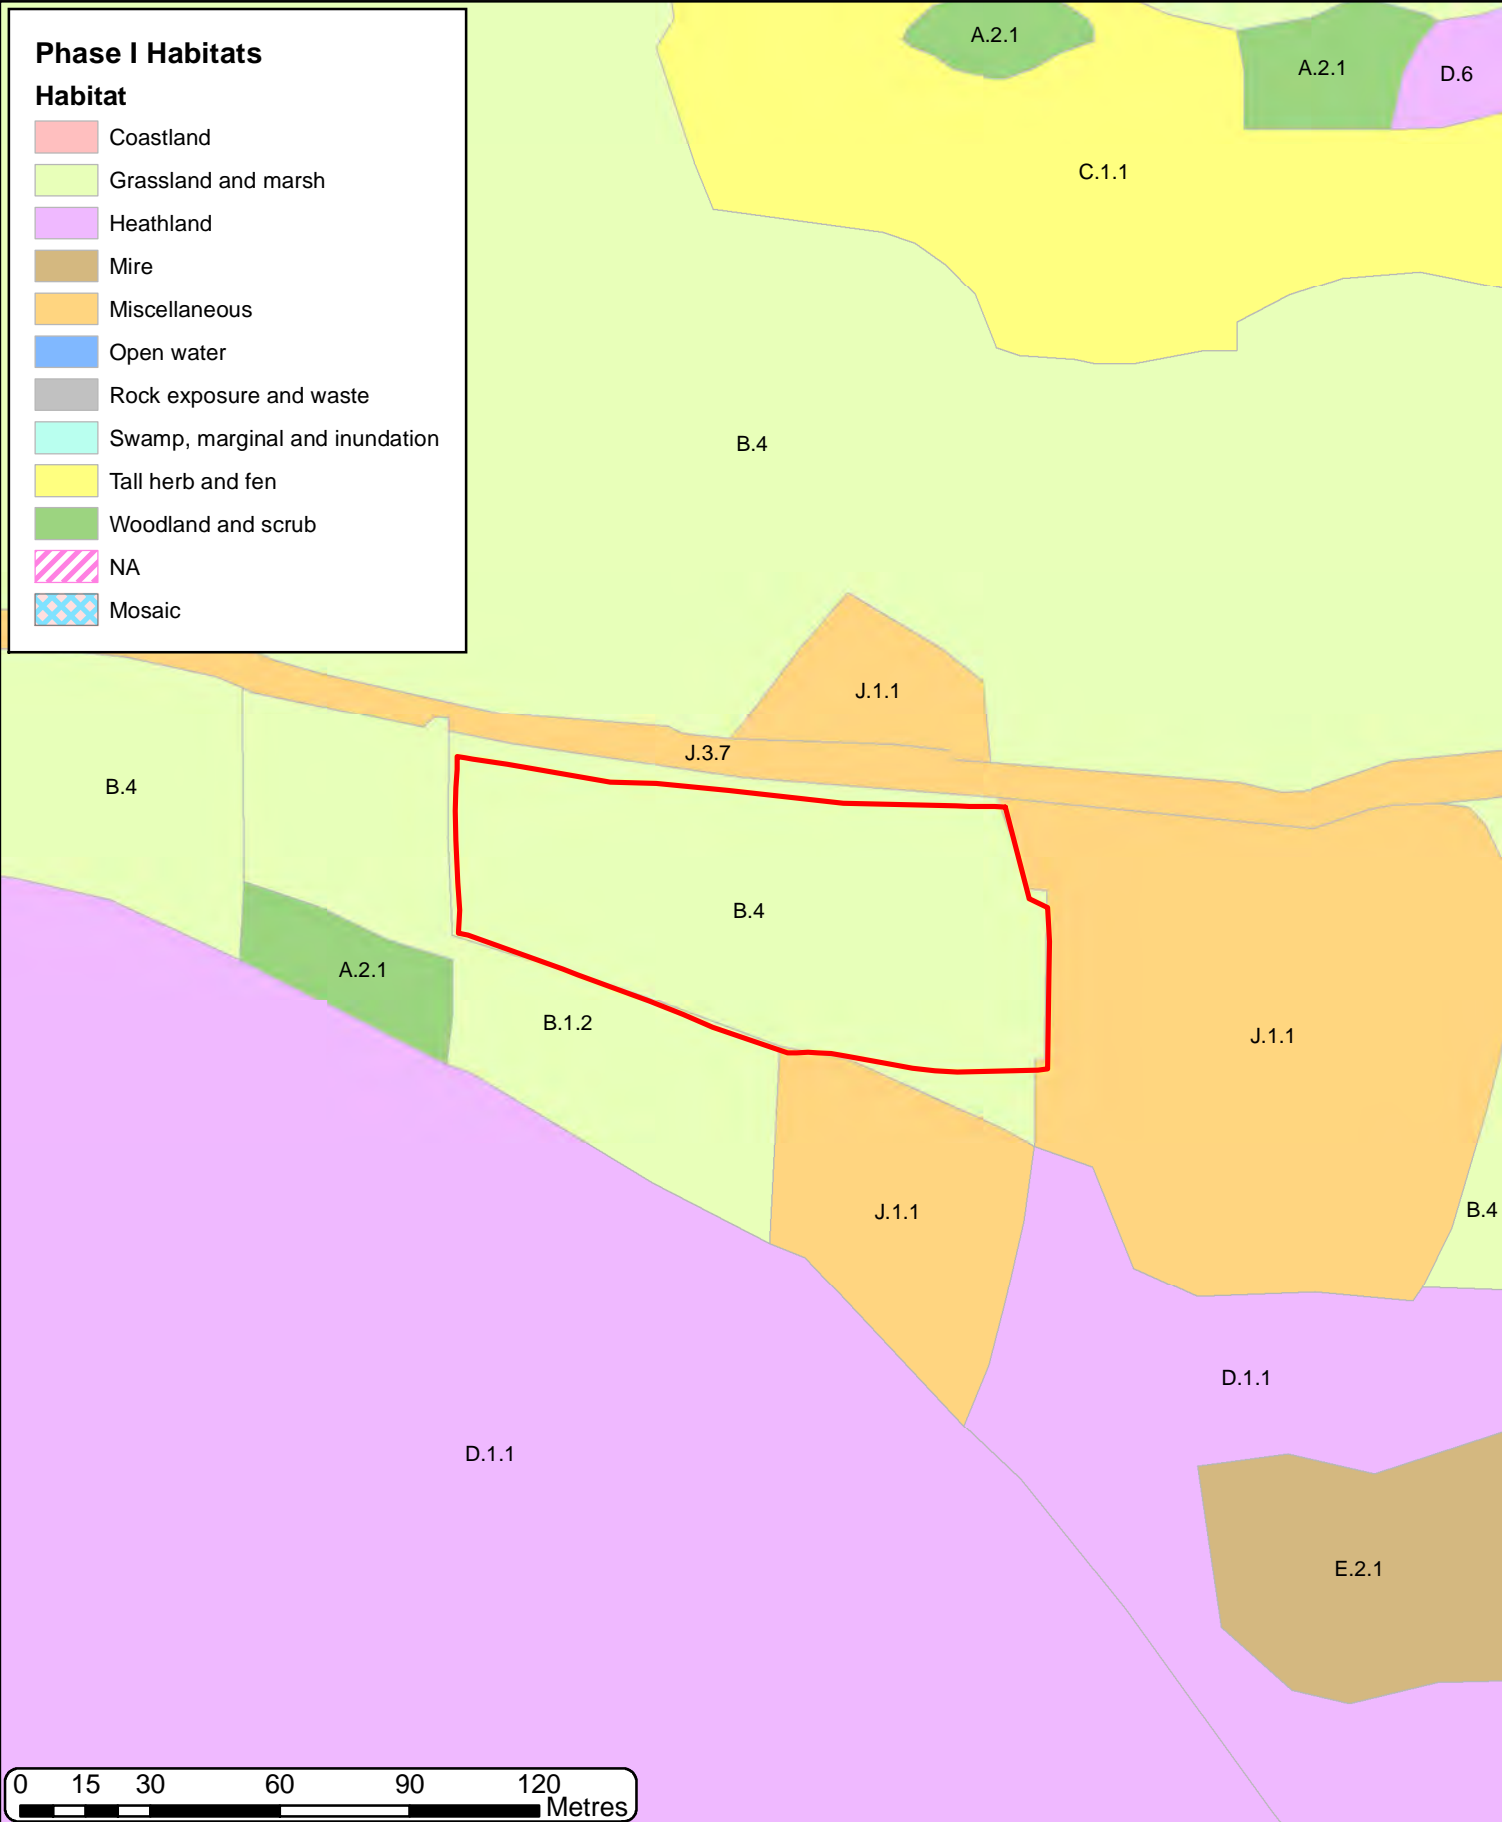 Phase I Habitats
Habitat
Coastland
Grassland and marsh
Heathland
Mire
Miscellaneous
Open water
Rock exposure and waste
Swamp, marginal and inundation
Tall herb and fen
Woodland and scrub
NA
Mosaic
A.2.1
A.2.1
D.6
C.1.1
B.4
J.1.1
J.3.7
B.4
B.4
A.2.1
B.1.2
J.1.1
J.1.1
B.4
D.1.1
D.1.1
E.2.1
0 15 30 60 90 120
Metres